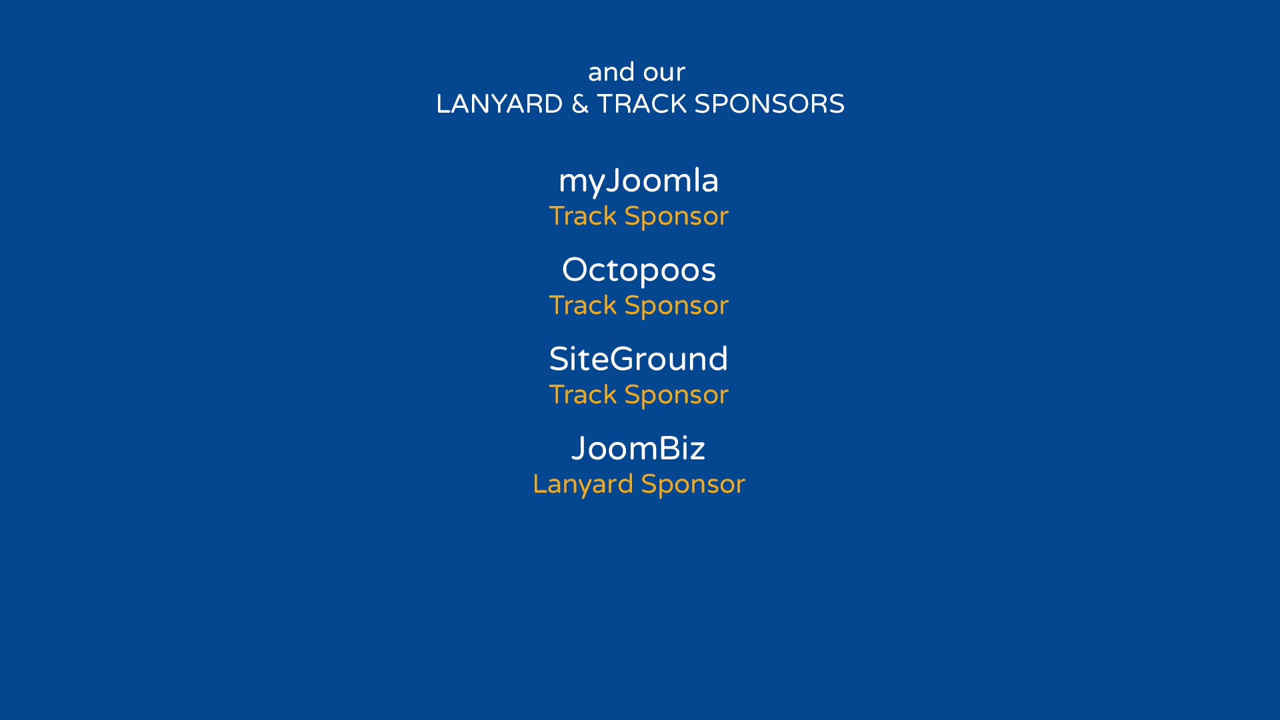 and our
LANYARD & TRACK SPONSORS
myJoomla
Track Sponsor
Octopoos
Track Sponsor
SiteGround
Track Sponsor
JoomBiz
Lanyard Sponsor